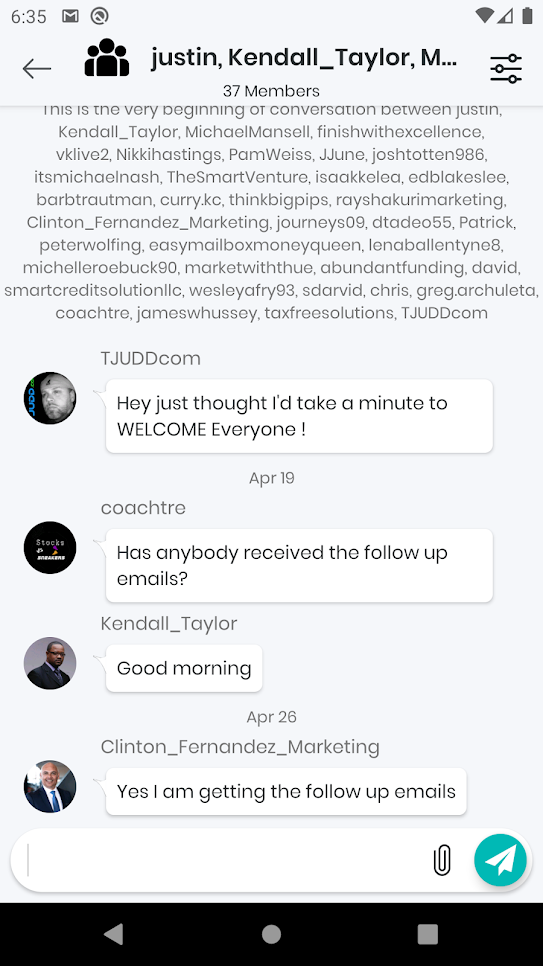 6:35
justin, Kendall_Taylor, M...
37 Members
This is the very beginning of conversation between justin,
Kendall_Taylor, MichaelMansell, finishwithexcellence,
vklive2, Nikkihastings, PamWeiss, JJune, joshtotten986,
itsmichaelnash, TheSmartVenture, isaakkelea, edblakeslee,
barbtrautman, curry.kc, thinkbigpips, rayshakurimarketing,
Clinton_Fernandez_Marketing, journeys09, dtadeo55, Patrick,
peterwolfing, easymailboxmoneyqueen, lenaballentyne8,
michelleroebuck90, marketwiththue, abundantfunding, david,
smartcreditsolutionllc, wesleyafry93, sdarvid, chris, greg.archuleta,
coachtre, jameswhussey, taxfreesolutions, TJUDDcom
TJUDDcom
JUDD
Hey just thought I'd take a minute to
WELCOME Everyone !
Apr 19
coachtre
Stocks
SNEAKERS
Has anybody received the follow up
emails?
Kendall_Taylor
Good morning
Apr 26
Clinton_Fernandez_Marketing
Yes I am getting the follow up emails